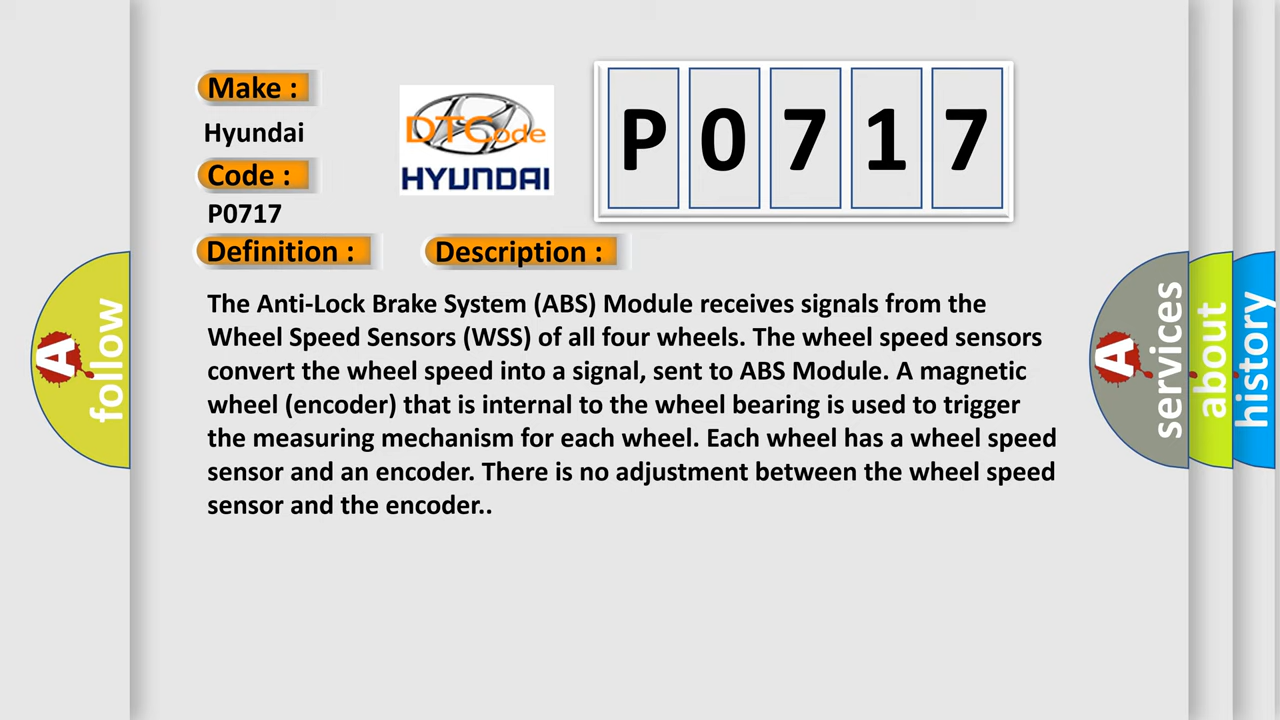 Make :
Hyundai
Code :
P0717
DTCode
HYUNDAI
P0717
Definition :
Description :
The Anti-Lock Brake System (ABS) Module receives signals from the
Wheel Speed Sensors (WSS) of all four wheels. The wheel speed sensors
convert the wheel speed into a signal, sent to ABS Module. A magnetic
wheel (encoder) that is internal to the wheel bearing is used to trigger
the measuring mechanism for each wheel. Each wheel has a wheel speed
sensor and an encoder. There is no adjustment between the wheel speed
sensor and the encoder..
A
follow
A
services
about
history